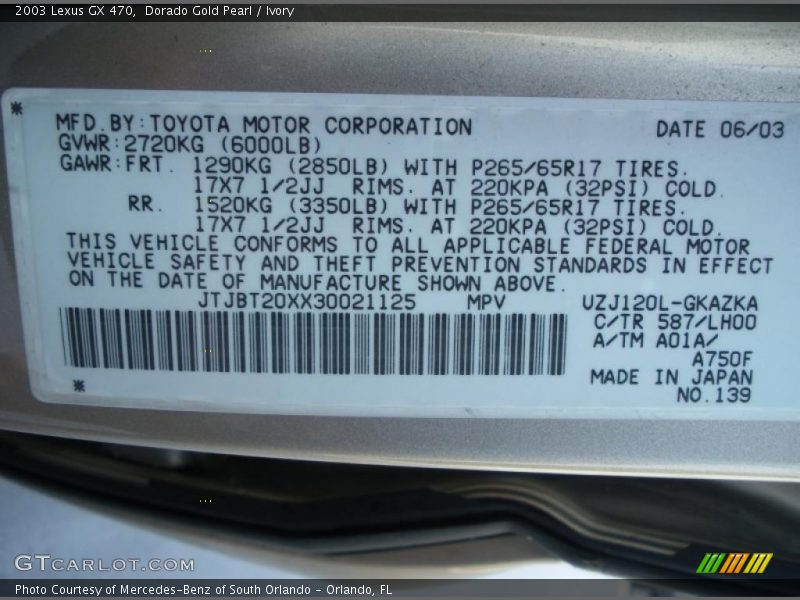 2003 Lexus GX 470, Dorado Gold Pearl / Ivory
MFD.BY:TOYOTA MOTOR CORPORATION DATE 06/03
GVWR:2720KG (6000LB)
GAWR:FRT. 1290KG (2850LB) WITH P265/65R17 TIRES.
17X7 1/2JJ RIMS. AT 220KPA (32PSI) COLD.
RR. 1520KG (3350LB) WITH P265/65R17 TIRES.
17X7 1/2JJ RIMS. AT 220KPA (32PSI) COLD.
THIS VEHICLE CONFORMS TO ALL APPLICABLE FEDERAL MOTOR
VEHICLE SAFETY AND THEFT PREVENTION STANDARDS IN EFFECT
ON THE DATE OF MANUFACTURE SHOWN ABOVE.
JTJBT20XX30021125 MPV UZJ120L-GKAZKA
C/TR 587/LH00
A/TM A01A/
A750F
MADE IN JAPAN
NO.139
GTCARLOT.COM
Photo Courtesy of Mercedes-Benz of South Orlando - Orlando, FL